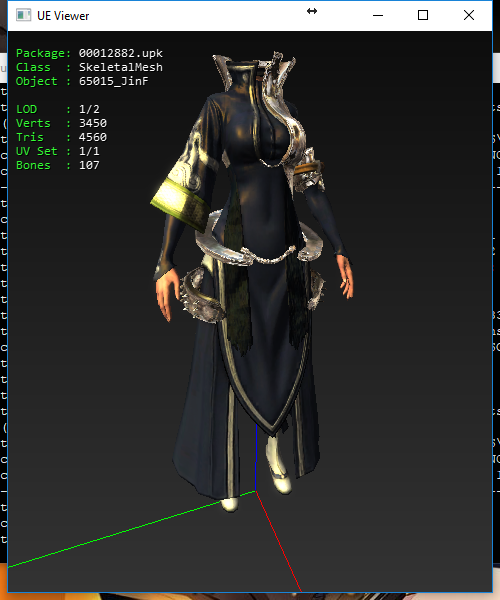 UE Viewer
Package: 00012882.upk
Class : SkeletalMesh
Object : 65015_JinF
LOD : 1/2
Verts : 3450
Tris : 4560
UV Set : 1/1
Bones : 107